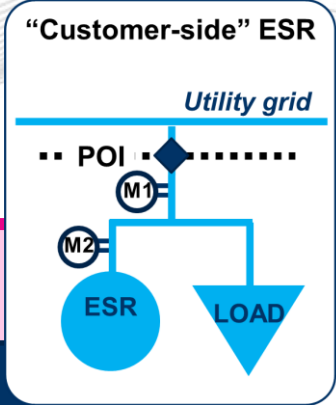 “Customer-side” ESR
Utility grid
POI
M1
M2
ESR
LOAD